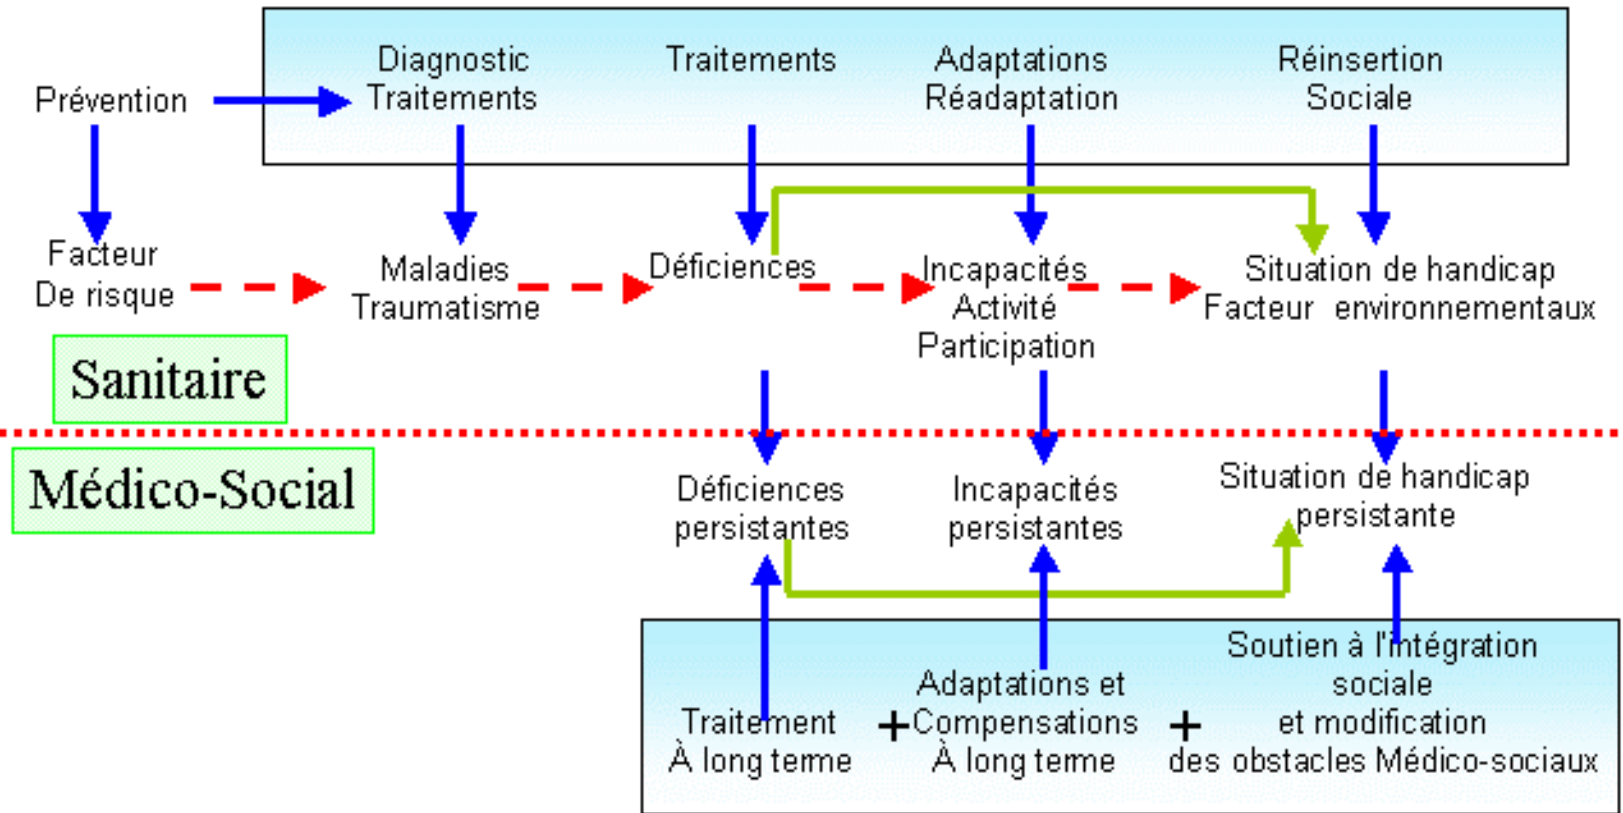 Prévention
Diagnostic
Traitements
Traitements
Adaptations
Réadaptation
Réinsertion
Sociale
Facteur
De risque
Maladies
Traumatisme
Déficiences
Incapacités
Activité
Participation
Situation de handicap
Facteur environnementaux
Sanitaire
Médico-Social
Déficiences
persistantes
Incapacités
persistantes
Situation de handicap
persistante
Traitement
À long terme
+
Adaptations et
Compensations
À long terme
+
Soutien à l'intégration
sociale
et modification
des obstacles Médico-sociaux